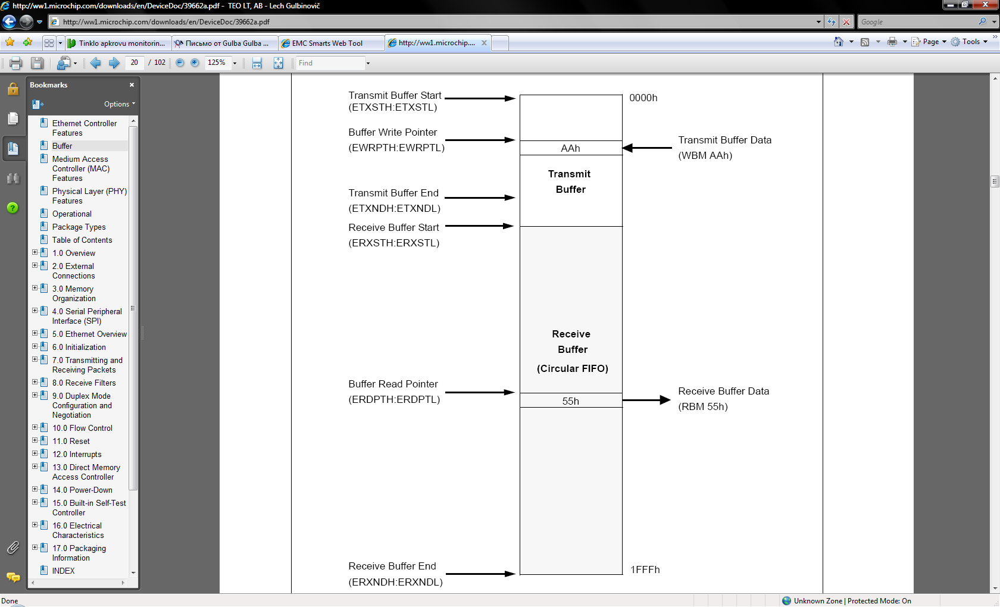 http://ww1.microchip.com/downloads/en/DeviceDoc/39662a.pdf - TEO LT, AB - Lech Gulbinovič
http://ww1.microchip.com/downloads/en/DeviceDoc/39662a.pdf
Google
Tinklo apkrovu monitorin...
Письмо от Gulba Gulba ...
EMC Smarts Web Tool
http://ww1.microchip....
Page
Tools
20 / 102
125%
Find
Bookmarks
Options
Ethernet Controller
Features
Buffer
Medium Access
Controller (MAC)
Features
Physical Layer (PHY)
Features
Operational
Package Types
Table of Contents
1.0 Overview
2.0 External
Connections
3.0 Memory
Organization
4.0 Serial Peripheral
Interface (SPI)
5.0 Ethernet Overview
6.0 Initialization
7.0 Transmitting and
Receiving Packets
8.0 Receive Filters
9.0 Duplex Mode
Configuration and
Negotiation
10.0 Flow Control
11.0 Reset
12.0 Interrupts
13.0 Direct Memory
Access Controller
14.0 Power-Down
15.0 Built-in Self-Test
Controller
16.0 Electrical
Characteristics
17.0 Packaging
Information
INDEX
Transmit Buffer Start
(ETXSTH:ETXSTL)
0000h
Buffer Write Pointer
(EWRPTH:EWRPTL)
AAh
Transmit Buffer Data
(WBM AAh)
Transmit
Buffer
Transmit Buffer End
(ETXNDH:ETXNDL)
Receive Buffer Start
(ERXSTH:ERXSTL)
Receive
Buffer
(Circular FIFO)
Buffer Read Pointer
(ERDPTH:ERDPTL)
55h
Receive Buffer Data
(RBM 55h)
Receive Buffer End
(ERXNDH:ERXNDL)
1FFFh
Done
Unknown Zone | Protected Mode: On